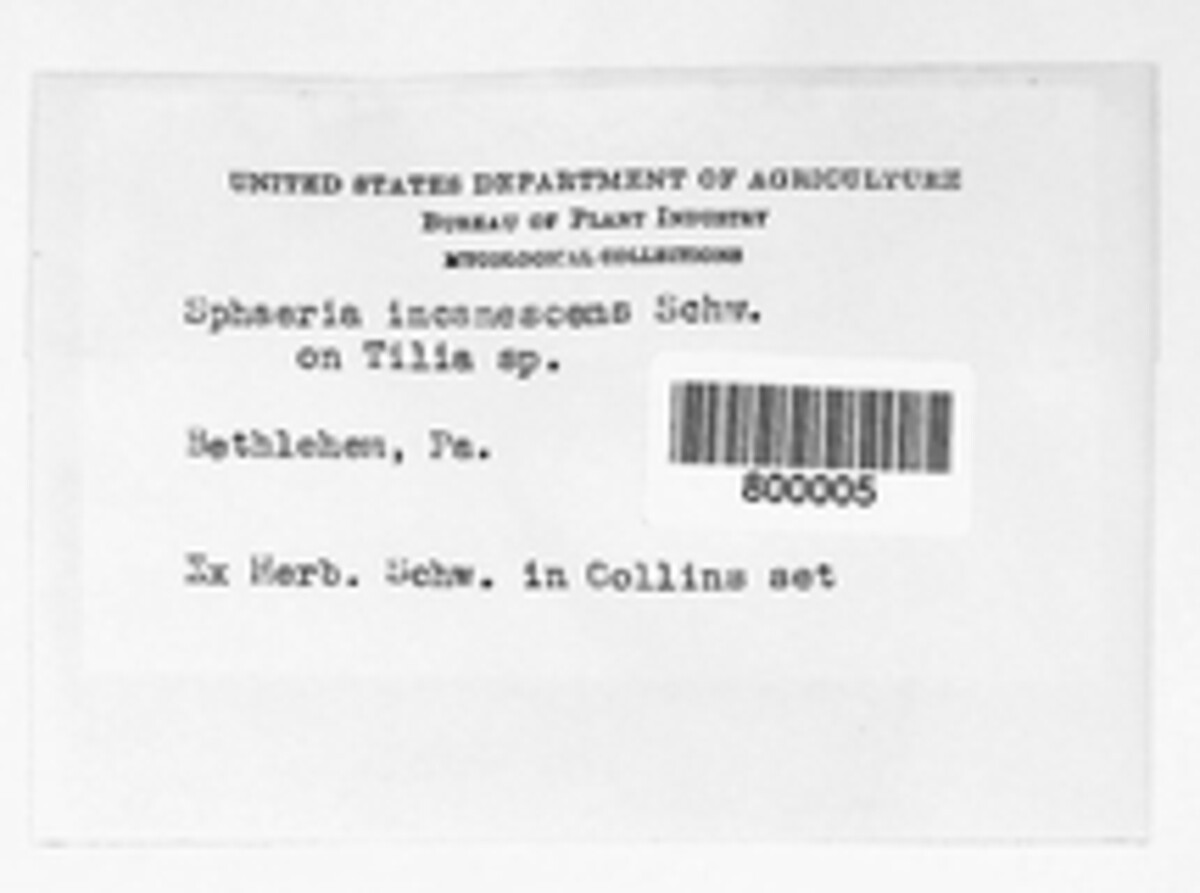 UNITED STATES DEPARTMENT OF AGRICULTURE
BUREAU OF PLANT INDUSTRY
MYCOLOGICAL COLLECTIONS
Sphaeria incanescens Schw.
on Tilia sp.
Bethlehem, Pa.
800005
Ex Herb. Schw. in Collins set